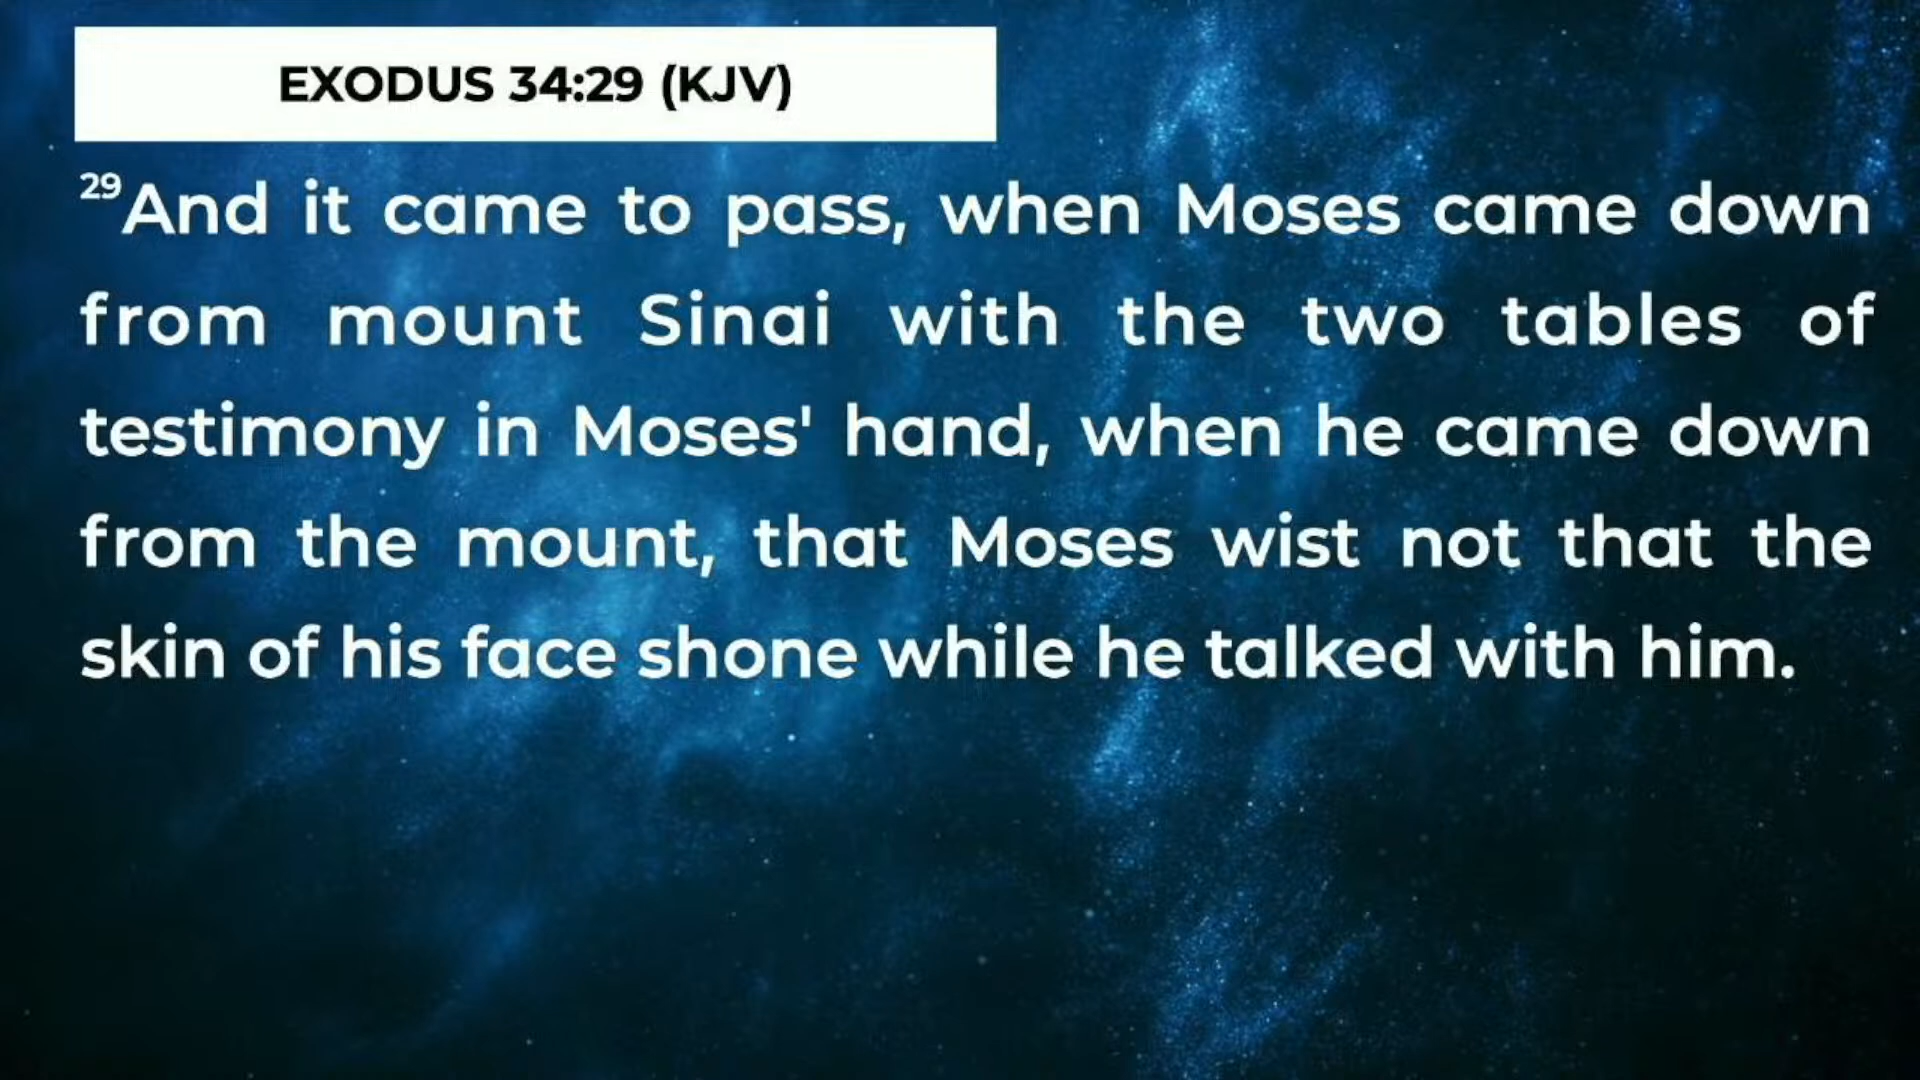 EXODUS 34:29 (KJV)
29And it came to pass, when Moses came down
from mount Sinai with the two tables of
testimony in Moses' hand, when he came down
from the mount, that Moses wist not that the
skin of his face shone while he talked with him.